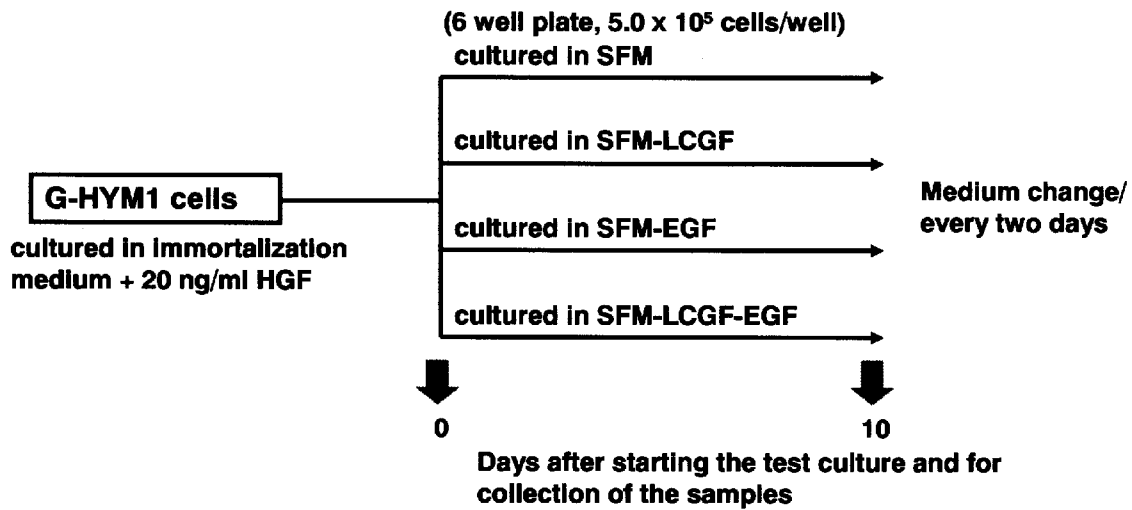 (6 well plate, 5.0 x 10⁵ cells/well)
cultured in SFM
cultured in SFM-LCGF
G-HYM1 cells
Medium change/
every two days
cultured in SFM-EGF
cultured in immortalization
medium + 20 ng/ml HGF
cultured in SFM-LCGF-EGF
0
10
Days after starting the test culture and for
collection of the samples